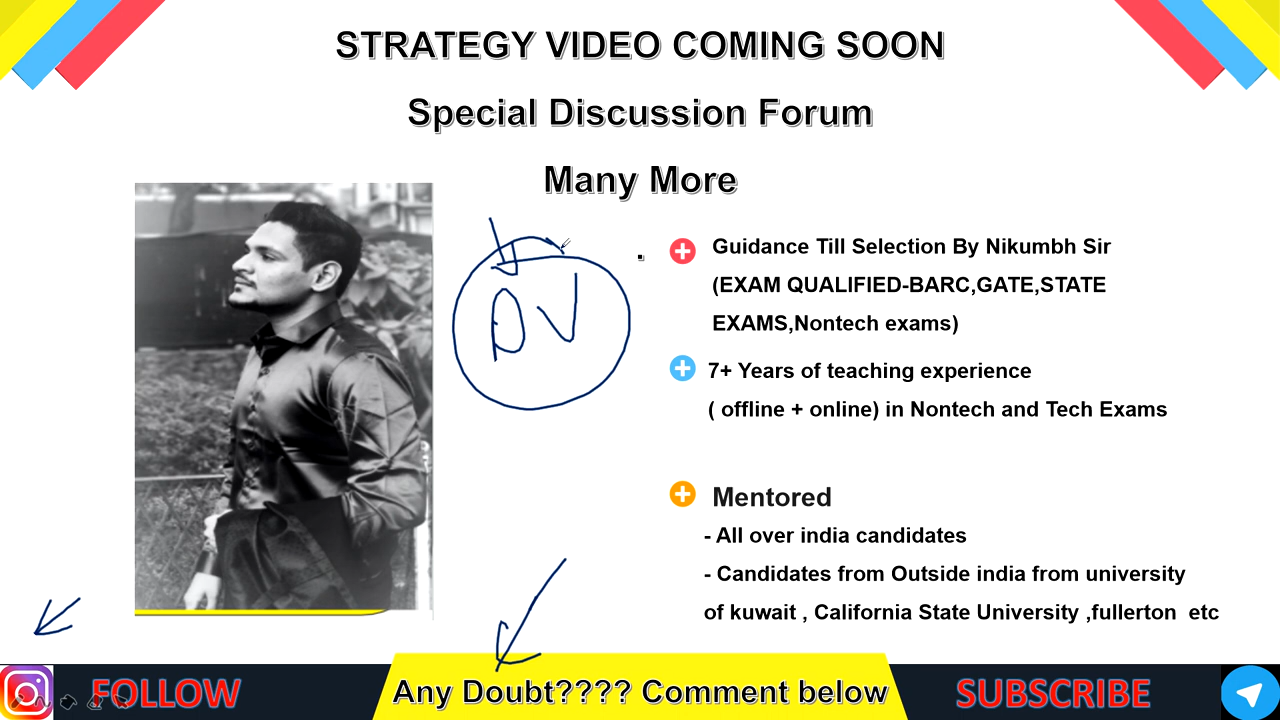 STRATEGY VIDEO COMING SOON
Special Discussion Forum
Many More
DV
Guidance Till Selection By Nikumbh Sir
(EXAM QUALIFIED-BARC,GATE,STATE
EXAMS,Nontech exams)
7+ Years of teaching experience
( offline + online) in Nontech and Tech Exams
Mentored
- All over india candidates
- Candidates from Outside india from university
of kuwait , California State University ,fullerton etc
FOLLOW
Any Doubt???? Comment below
SUBSCRIBE